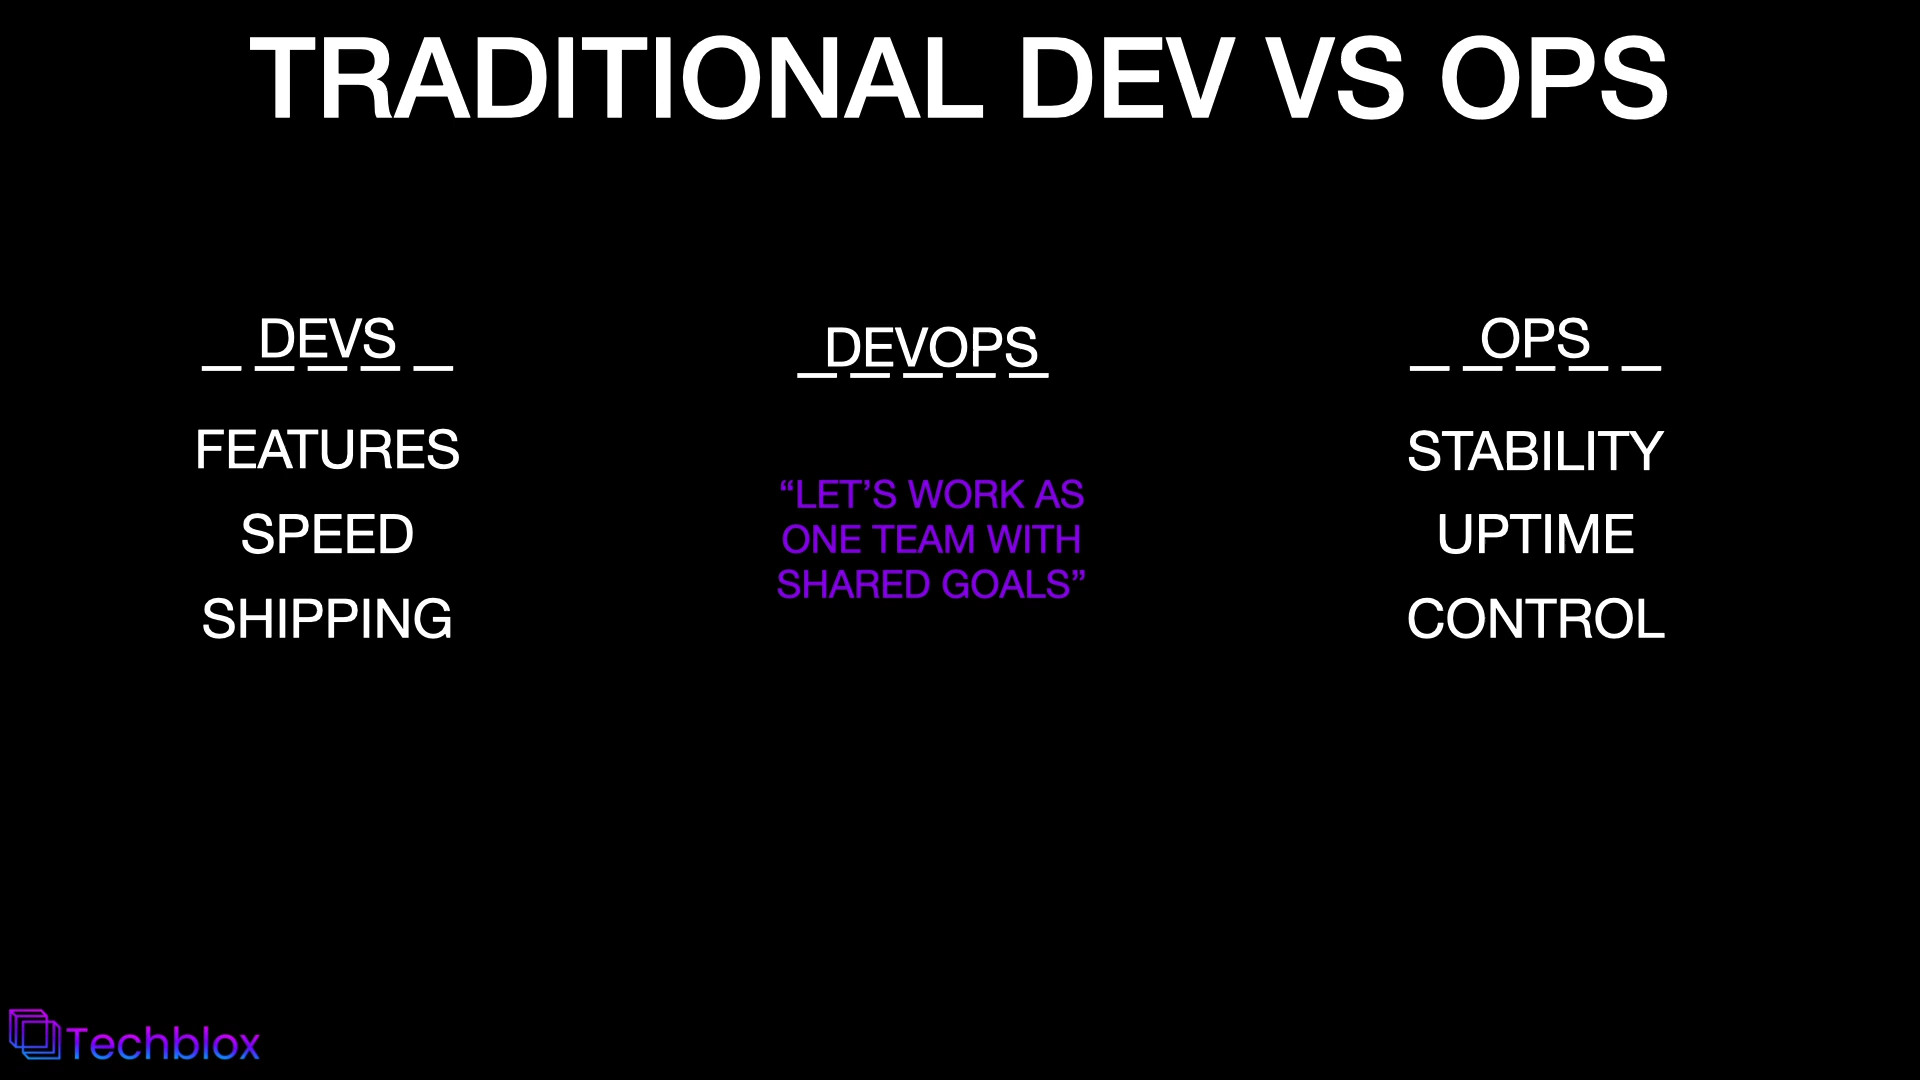 TRADITIONAL DEV VS OPS
DEVS
FEATURES
SPEED
SHIPPING
DEVOPS
“LET’S WORK AS
ONE TEAM WITH
SHARED GOALS”
OPS
STABILITY
UPTIME
CONTROL
Techblox